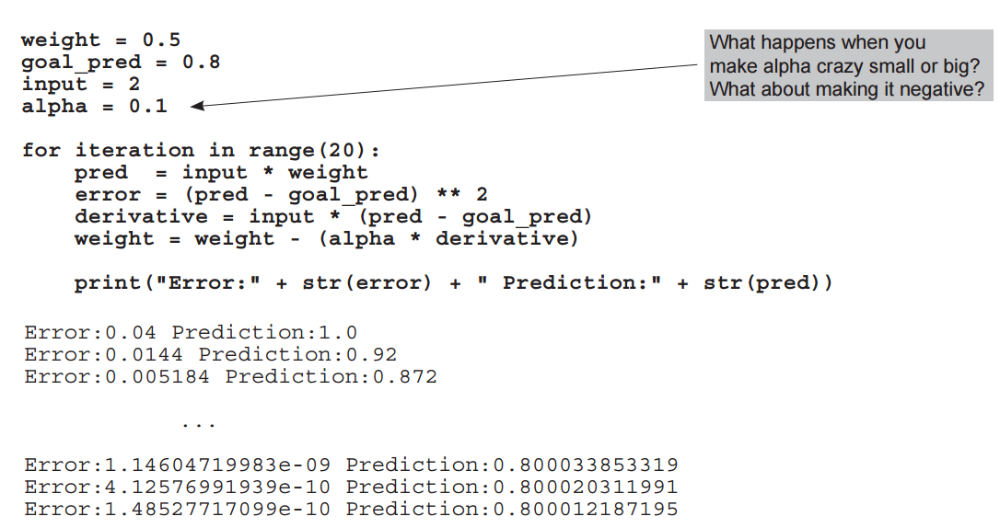 weight = 0.5
goal_pred = 0.8
input = 2
alpha = 0.1
What happens when you
make alpha crazy small or big?
What about making it negative?
for iteration in range(20):
    pred  = input * weight
    error = (pred - goal_pred) ** 2
    derivative = input * (pred - goal_pred)
    weight = weight - (alpha * derivative)
    print("Error:" + str(error) + " Prediction:" + str(pred))
Error:0.04 Prediction:1.0
Error:0.0144 Prediction:0.92
Error:0.005184 Prediction:0.872
...
Error:1.14604719983e-09 Prediction:0.800033853319
Error:4.12576991939e-10 Prediction:0.800020311991
Error:1.48527717099e-10 Prediction:0.800012187195